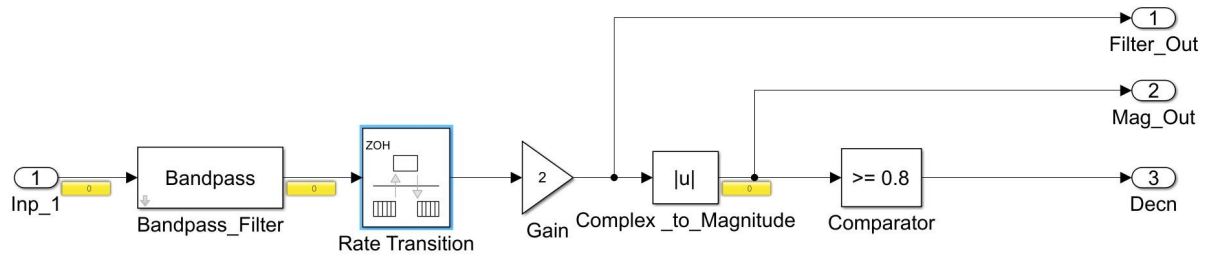 1
Filter_Out
2
Mag_Out
ZOH
1
0
Inp_1
Bandpass
0
Bandpass_Filter
Rate Transition
2
Gain
|u|
0
Complex _to_Magnitude
>= 0.8
Comparator
3
Decn